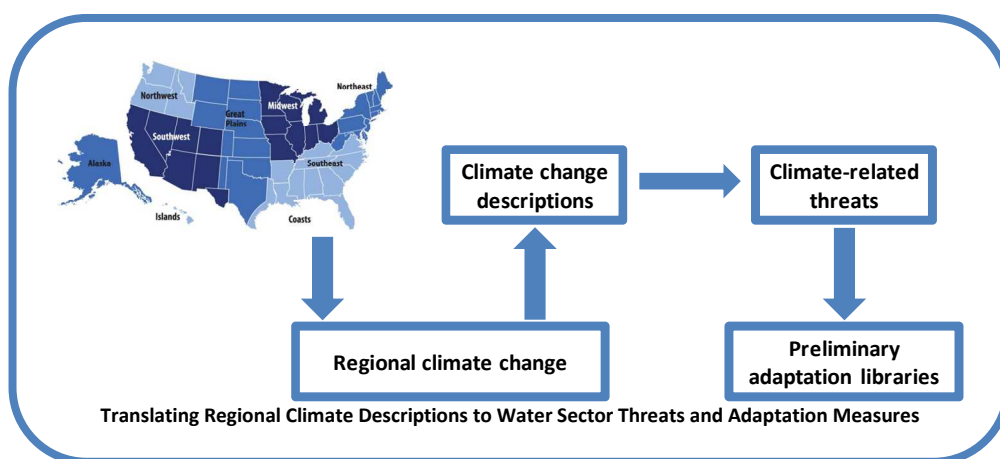 Northeast
Northwest
Midwest
Great
Plains
Southwest
Alaska
Southeast
Islands
Coasts
Climate change
descriptions
Climate-related
threats
Regional climate change
Preliminary
adaptation libraries
Translating Regional Climate Descriptions to Water Sector Threats and Adaptation Measures